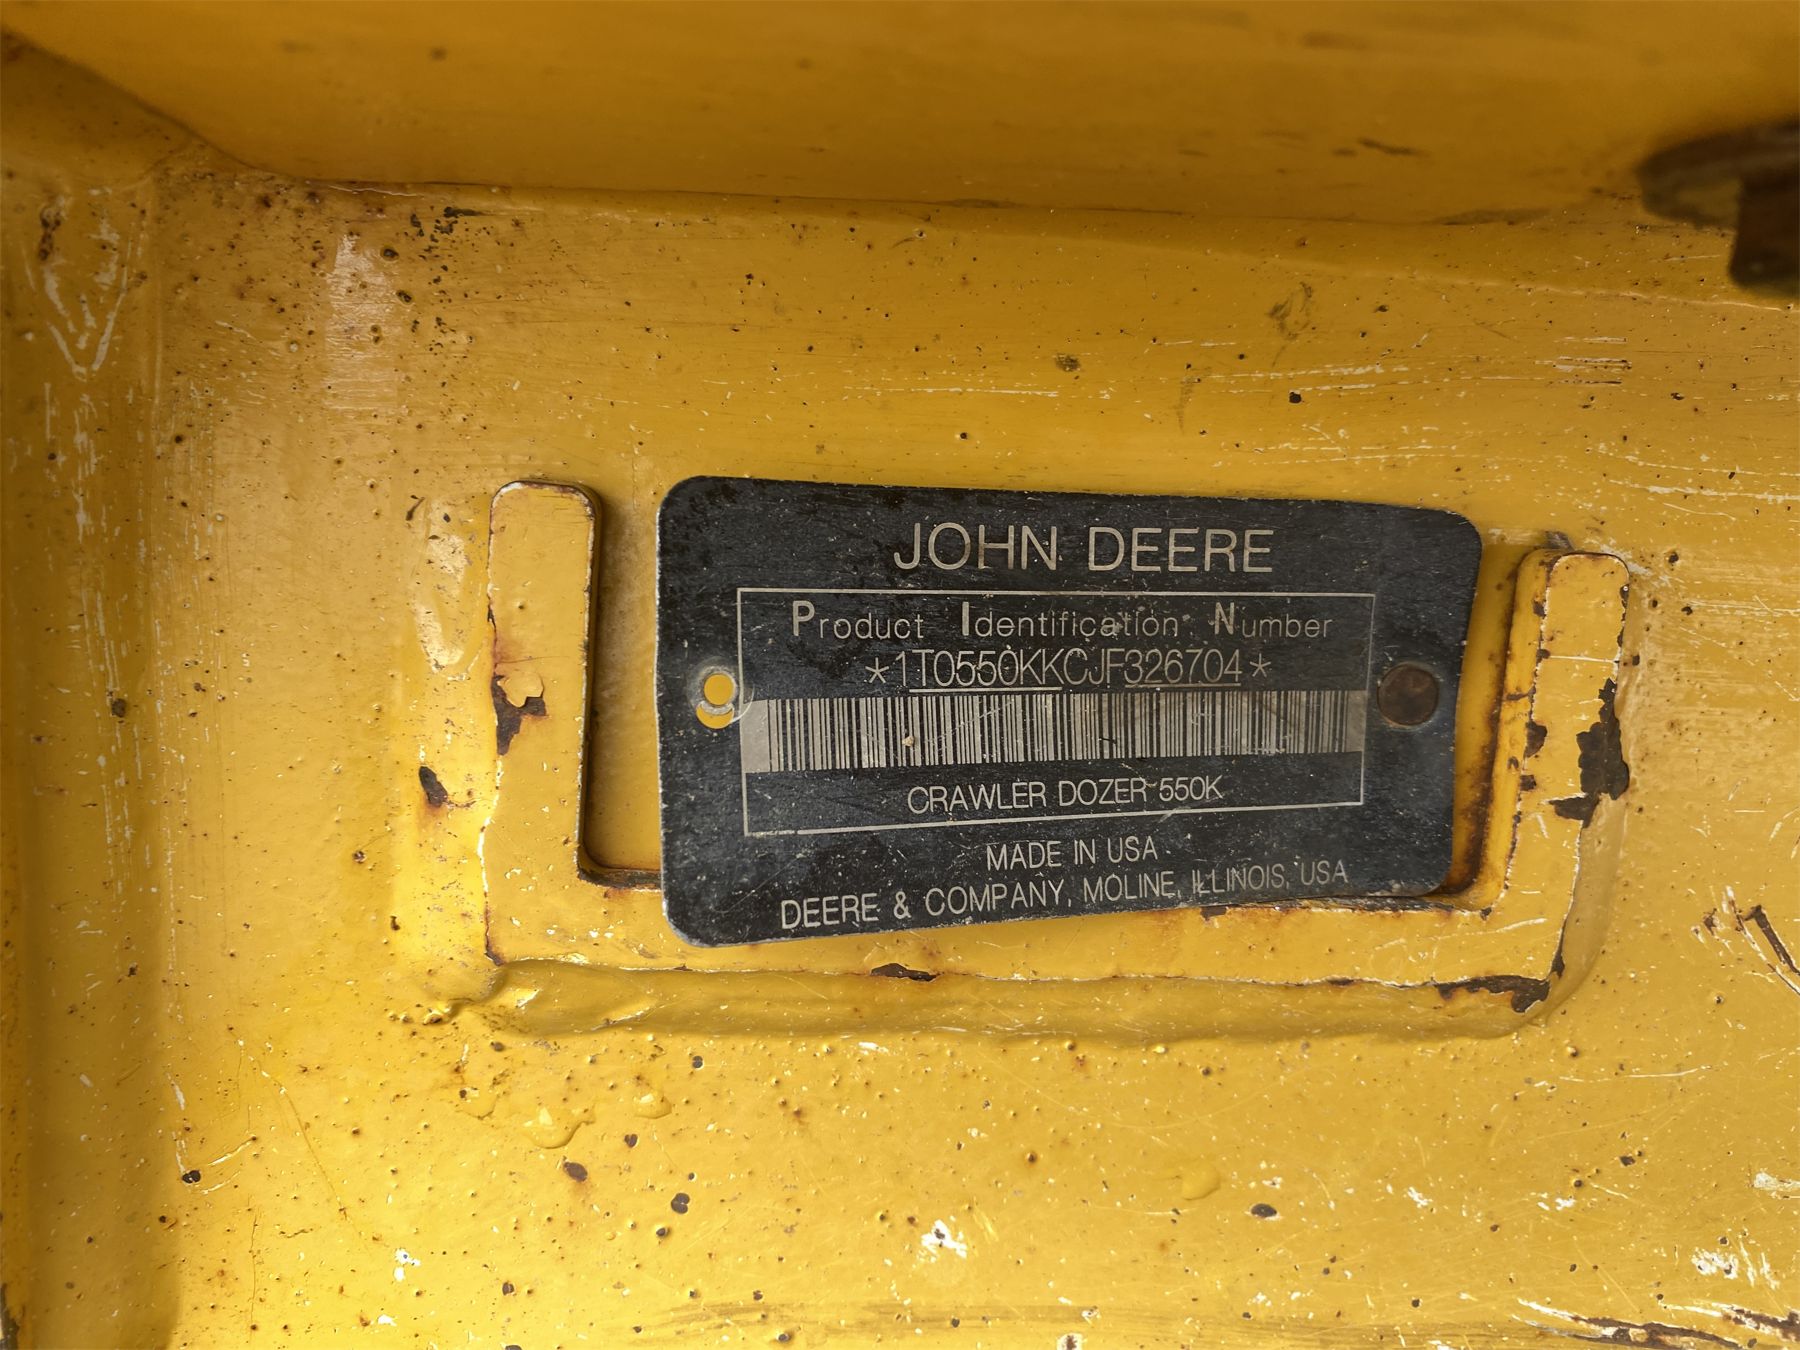 JOHN DEERE
Product Identification Number
*1T0550KKCJF326704*
CRAWLER DOZER 550K
MADE IN USA
DEERE & COMPANY, MOLINE, ILLINOIS, USA